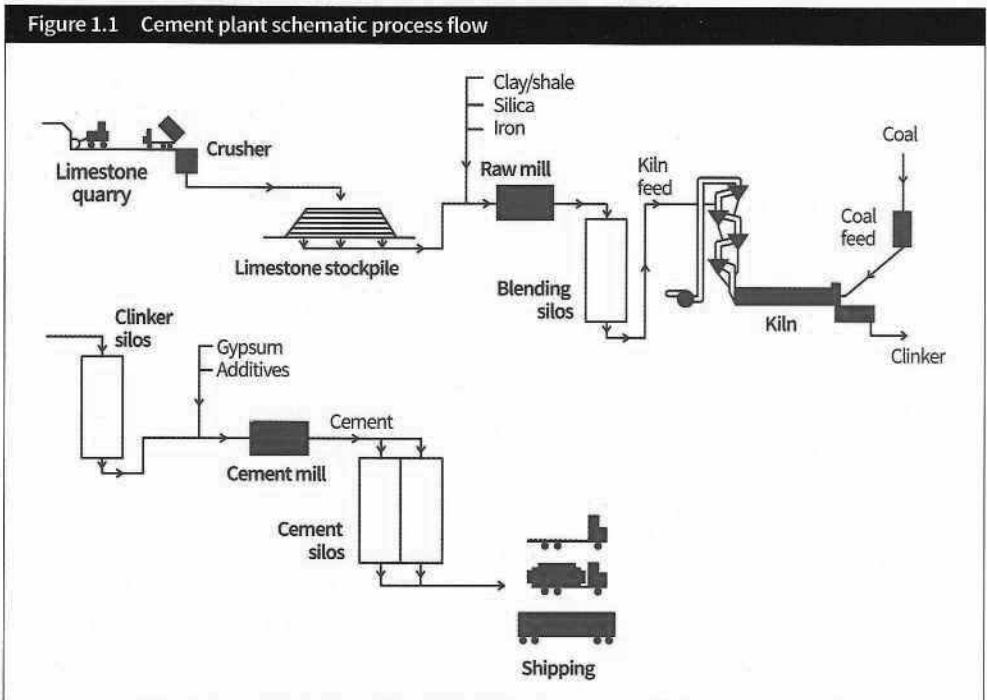 Figure 1.1 Cement plant schematic process flow
Clay/shale
Silica
Iron
Coal
Crusher
Limestone
quarry
Raw mill
Kiln
feed
Coal
feed
Limestone stockpile
Blending
silos
Kiln
Clinker
Clinker
silos
Gypsum
Additives
Cement
Cement mill
Cement
silos
Shipping